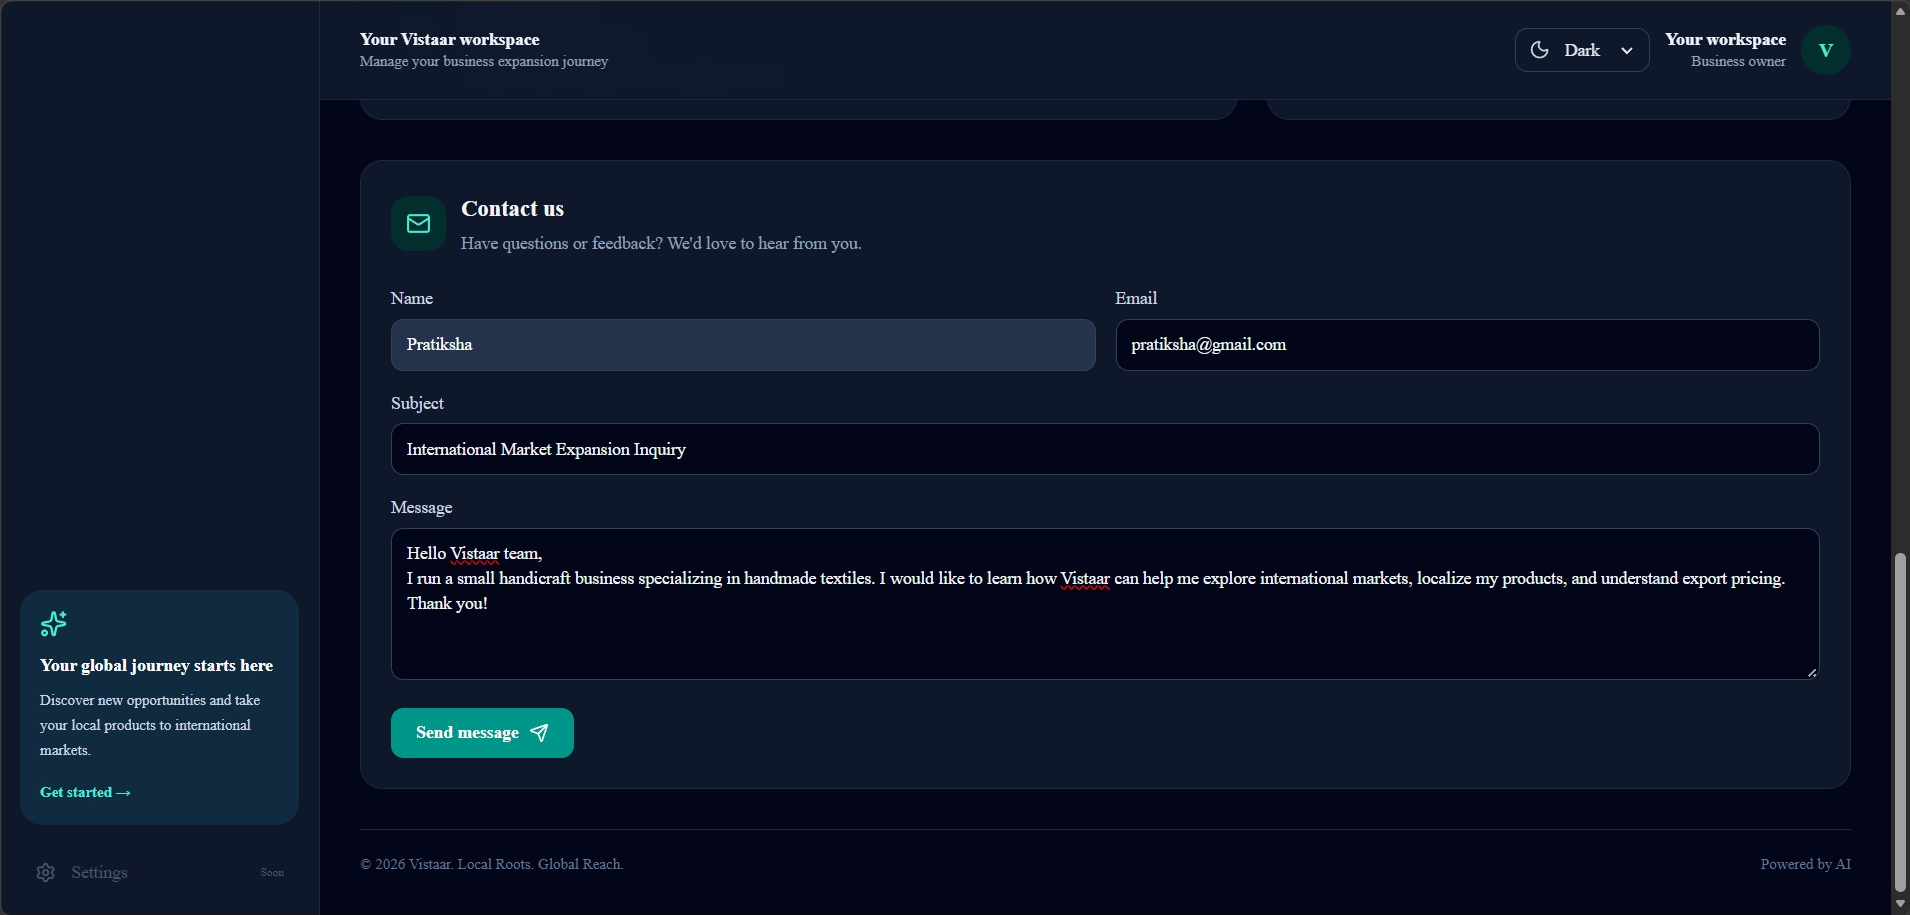 Your Vistaar workspace
Manage your business expansion journey
Dark
Your workspace
Business owner
V
Contact us
Have questions or feedback? We'd love to hear from you.
Name
Email
Pratiksha
pratiksha@gmail.com
Subject
International Market Expansion Inquiry
Message
Hello Vistaar team,
I run a small handicraft business specializing in handmade textiles. I would like to learn how Vistaar can help me explore international markets, localize my products, and understand export pricing.
Thank you!
Send message
Your global journey starts here
Discover new opportunities and take
your local products to international
markets.
Get started →
Settings
Soon
© 2026 Vistaar. Local Roots. Global Reach.
Powered by AI